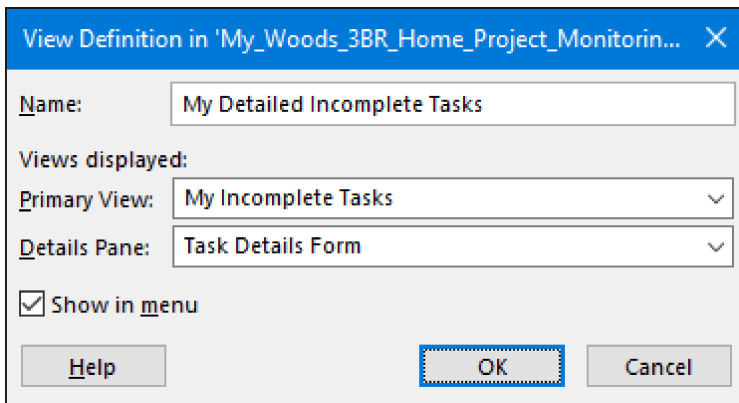 View Definition in 'My_Woods_3BR_Home_Project_Monitorin...
Name: My Detailed Incomplete Tasks
Views displayed:
Primary View: My Incomplete Tasks
Details Pane: Task Details Form
Show in menu
Help OK Cancel